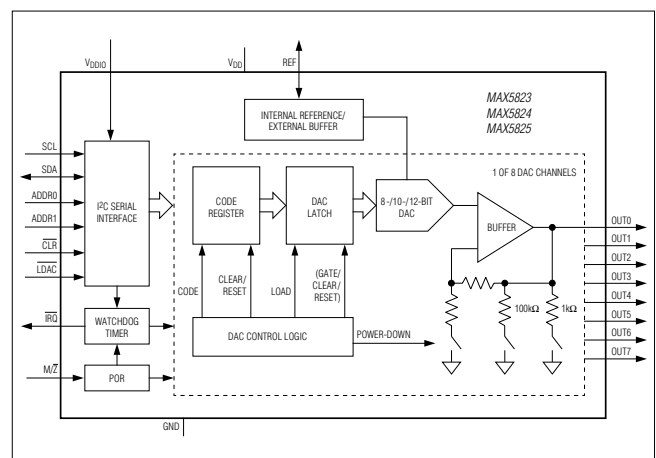 VDDIO
VDD
REF
MAX5823
MAX5824
MAX5825
INTERNAL REFERENCE/
EXTERNAL BUFFER
1 OF 8 DAC CHANNELS
SCL
SDA
ADDR0
ADDR1
CLR
LDAC
I2C SERIAL
INTERFACE
CODE
REGISTER
DAC
LATCH
8-/10-/12-BIT
DAC
BUFFER
OUT0
OUT1
OUT2
OUT3
OUT4
OUT5
OUT6
OUT7
CODE
CLEAR/
RESET
LOAD
(GATE/
CLEAR/
RESET)
100kΩ
1kΩ
IRQ
WATCHDOG
TIMER
DAC CONTROL LOGIC
POWER-DOWN
M/Z
POR
GND